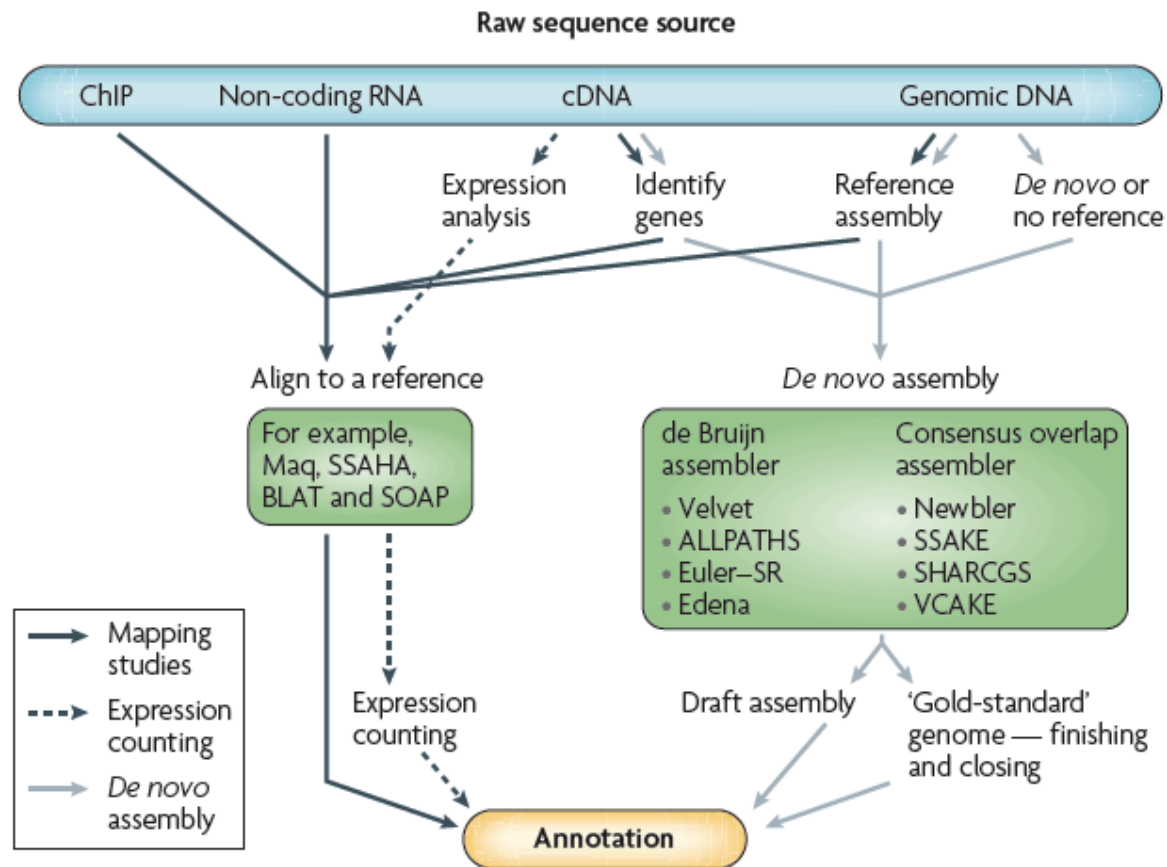 Raw sequence source
ChIP
Non-coding RNA
cDNA
Genomic DNA
Expression
analysis
Identify
genes
Reference
assembly
De novo or
no reference
Align to a reference
For example,
Maq, SSAHA,
BLAT and SOAP
De novo assembly
de Bruijn
assembler
• Velvet
• ALLPATHS
• Euler–SR
• Edena
Consensus overlap
assembler
• Newbler
• SSAKE
• SHARCGS
• VCAKE
Mapping
studies
Expression
counting
De novo
assembly
Expression
counting
Draft assembly
‘Gold-standard’
genome — finishing
and closing
Annotation